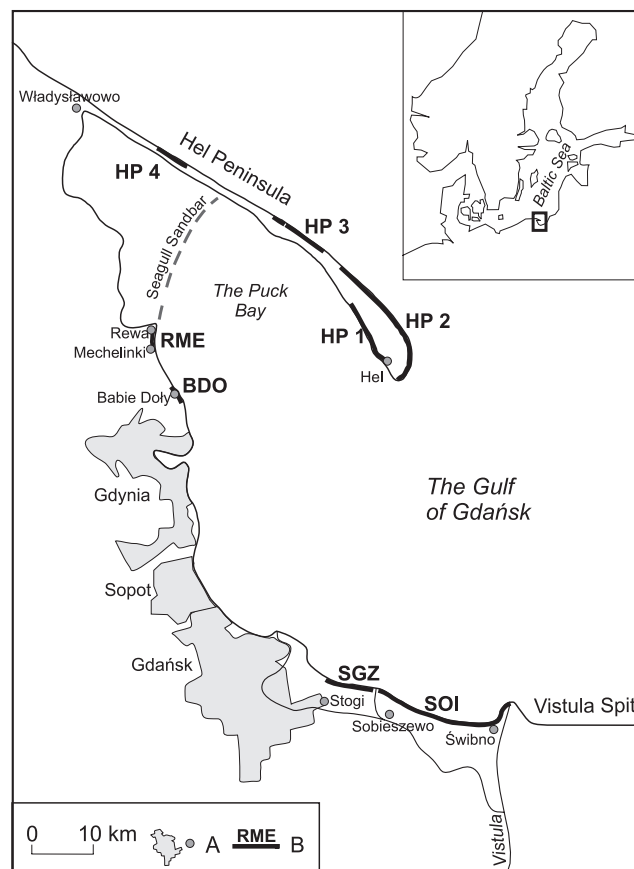 Władysławowo
Hel Peninsula
HP 4
Baltic Sea
Seagull Sandbar
HP 3
The Puck
Bay
HP 1
HP 2
Rewa
RME
Mechelinki
Hel
BDO
Babie Doły
Gdynia
The Gulf
of Gdańsk
Sopot
Gdańsk
SGZ
SOI
Stogi
Sobieszewo
Świbno
Vistula Spit
Vistula
0 10 km
A
RME
B